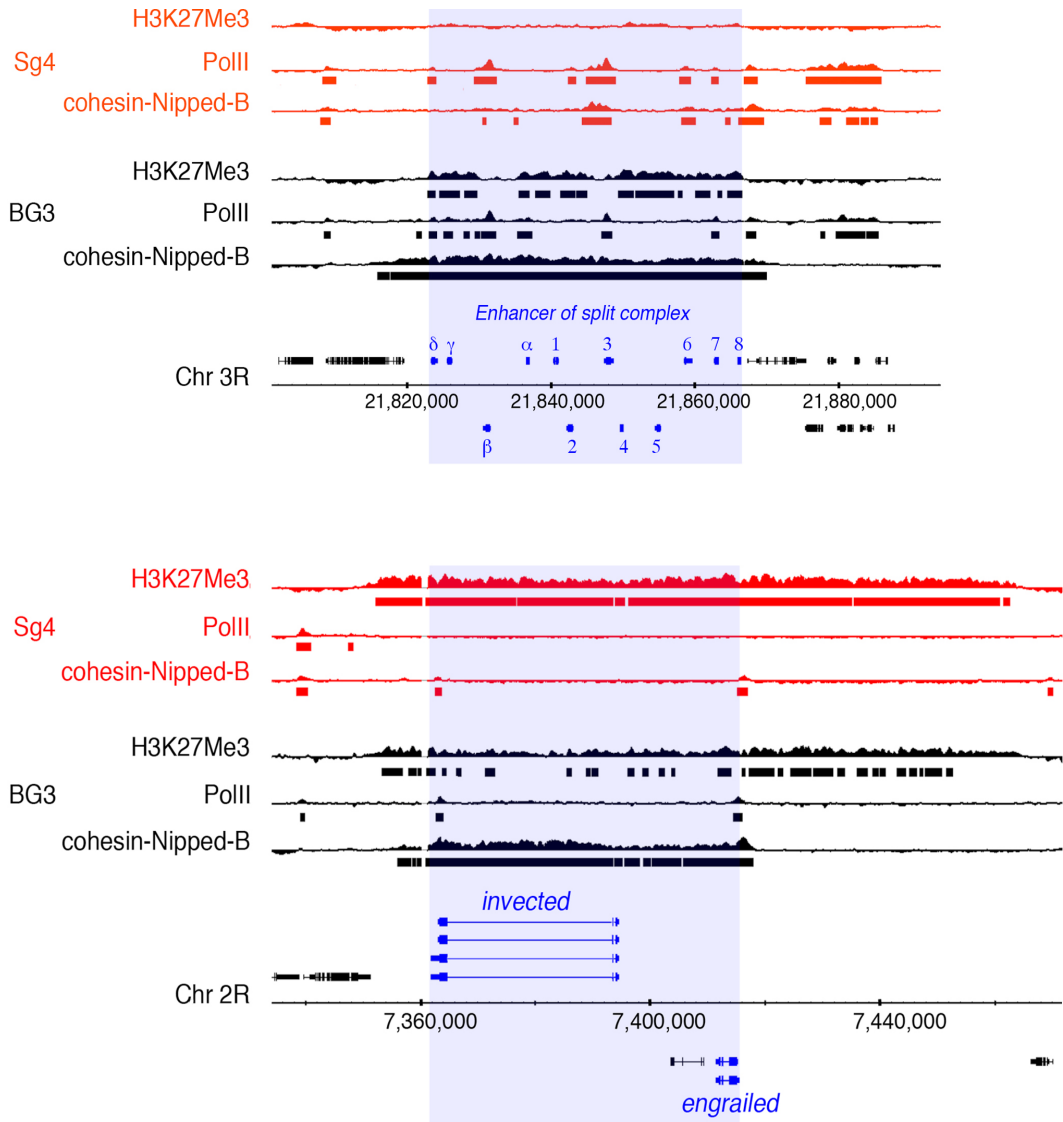 H3K27Me3
Sg4 PolII
cohesin-Nipped-B
H3K27Me3
BG3 PolII
cohesin-Nipped-B
Enhancer of split complex
δ γ α 1 3 6 7 8
Chr 3R
21,820,000 21,840,000 21,860,000 21,880,000
β 2 4 5
H3K27Me3
Sg4 PolII
cohesin-Nipped-B
H3K27Me3
BG3 PolII
cohesin-Nipped-B
invected
Chr 2R
7,360,000 7,400,000 7,440,000
engrailed